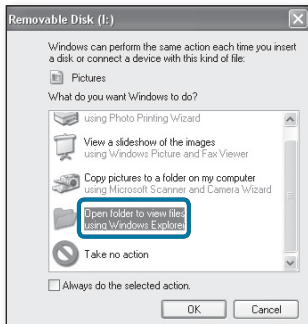 Removable Disk (I:)
Windows can perform the same action each time you insert
a disk or connect a device with this kind of file:
Pictures
What do you want Windows to do?
using Photo Printing Wizard
View a slideshow of the images
using Windows Picture and Fax Viewer
Copy pictures to a folder on my computer
using Microsoft Scanner and Camera Wizard
Open folder to view files
using Windows Explorer
Take no action
Always do the selected action.
OK
Cancel